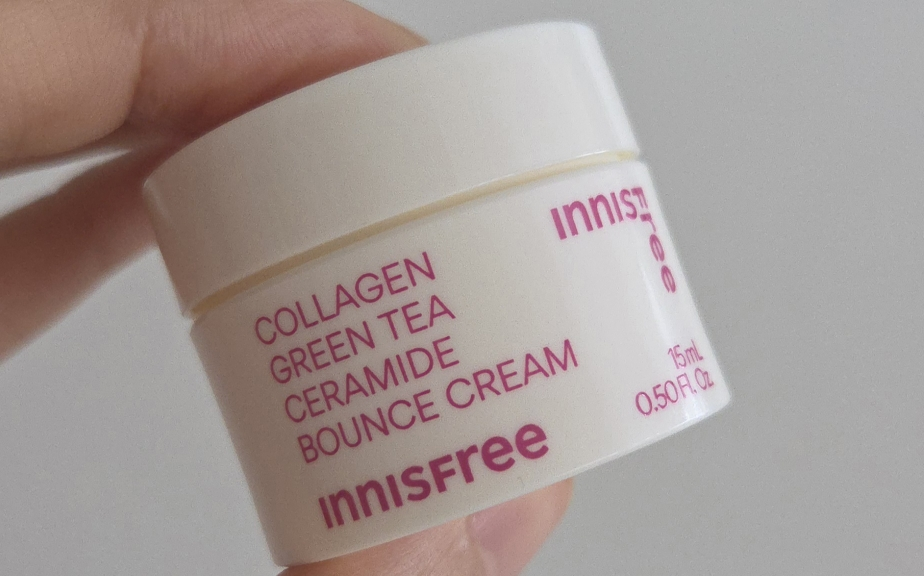 COLLAGEN
GREEN TEA
CERAMIDE
BOUNCE CREAM
INNISFree
INNISFree
15mL
0.50 Fl. Oz.